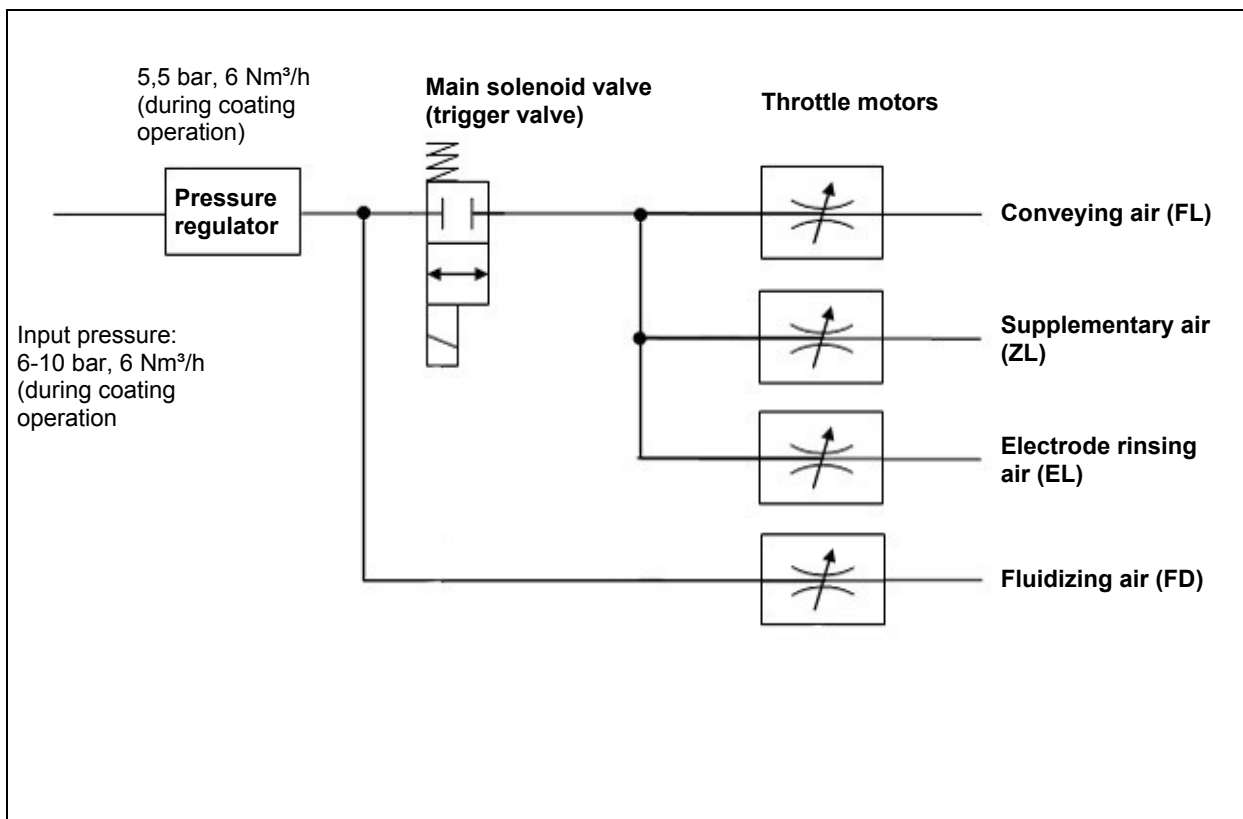 5,5 bar, 6 Nm³/h
(during coating
operation)
Main solenoid valve
(trigger valve)
Throttle motors
Pressure
regulator
Conveying air (FL)
Input pressure:
6-10 bar, 6 Nm³/h
(during coating
operation
Supplementary air
(ZL)
Electrode rinsing
air (EL)
Fluidizing air (FD)